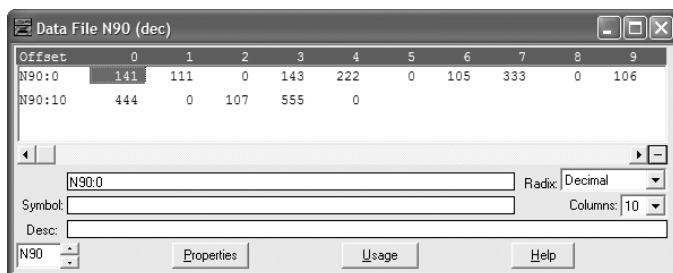 Data File N90 (dec)
Offset 0 1 2 3 4 5 6 7 8 9
N90:0 141 111 0 143 222 0 105 333 0 106
N90:10 444 0 107 555 0
N90:0 Radix: Decimal
Symbol: Columns: 10
Desc:
N90 Properties Usage Help